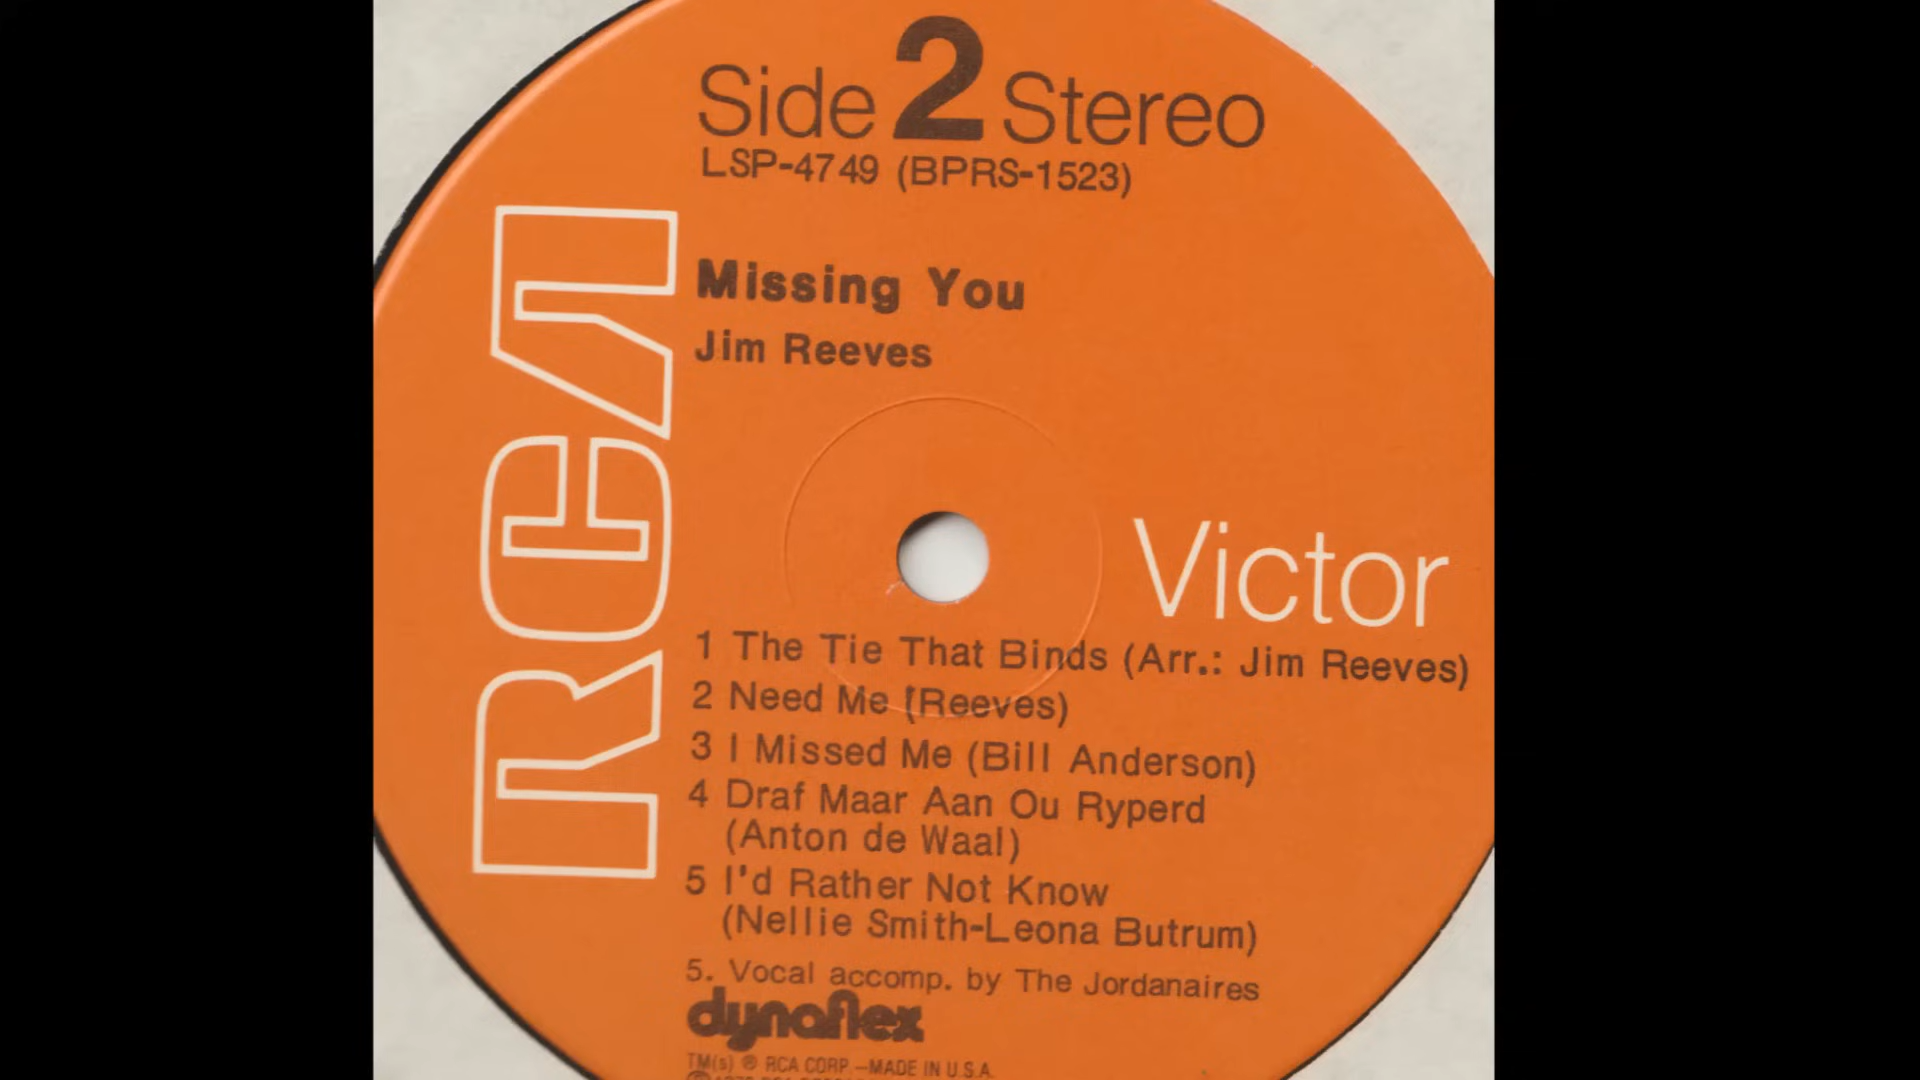 Side 2 Stereo
LSP-4749 (BPRS-1523)
Missing You
Jim Reeves
RCA
Victor
1 The Tie That Binds (Arr.: Jim Reeves)
2 Need Me (Reeves)
3 I Missed Me (Bill Anderson)
4 Draf Maar Aan Ou Ryperd
(Anton de Waal)
5 I'd Rather Not Know
(Nellie Smith-Leona Butrum)
5. Vocal accomp. by The Jordanaires
dynaflex
TM(s) ® RCA CORP.—MADE IN U.S.A.